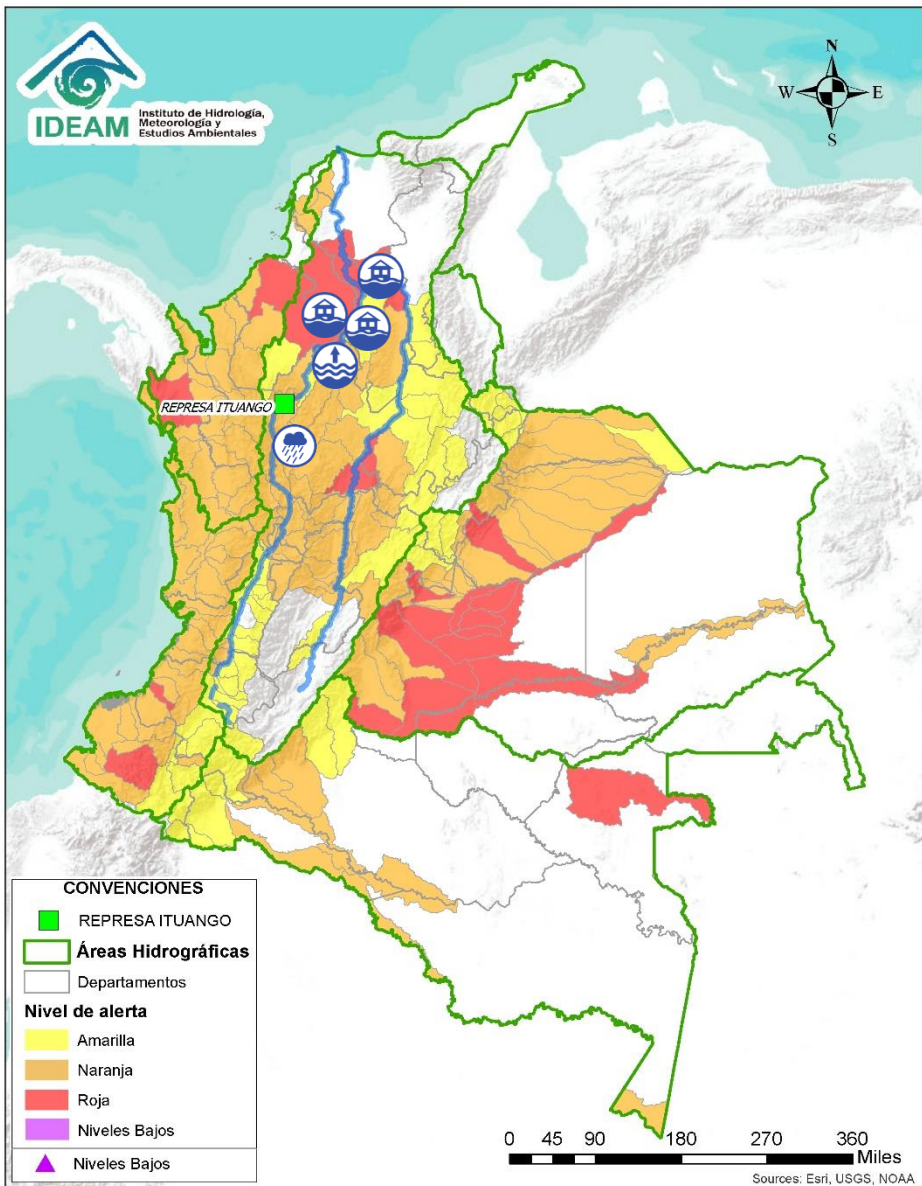 IDEAM
Instituto de Hidrología,
Meteorología y
Estudios Ambientales
N
W
E
S
REPRESA ITUANGO
CONVENCIONES
REPRESA ITUANGO
Áreas Hidrográficas
Departamentos
Nivel de alerta
Amarilla
Naranja
Roja
Niveles Bajos
Niveles Bajos
0 45 90 180 270 360
Miles
Sources: Esri, USGS, NOAA